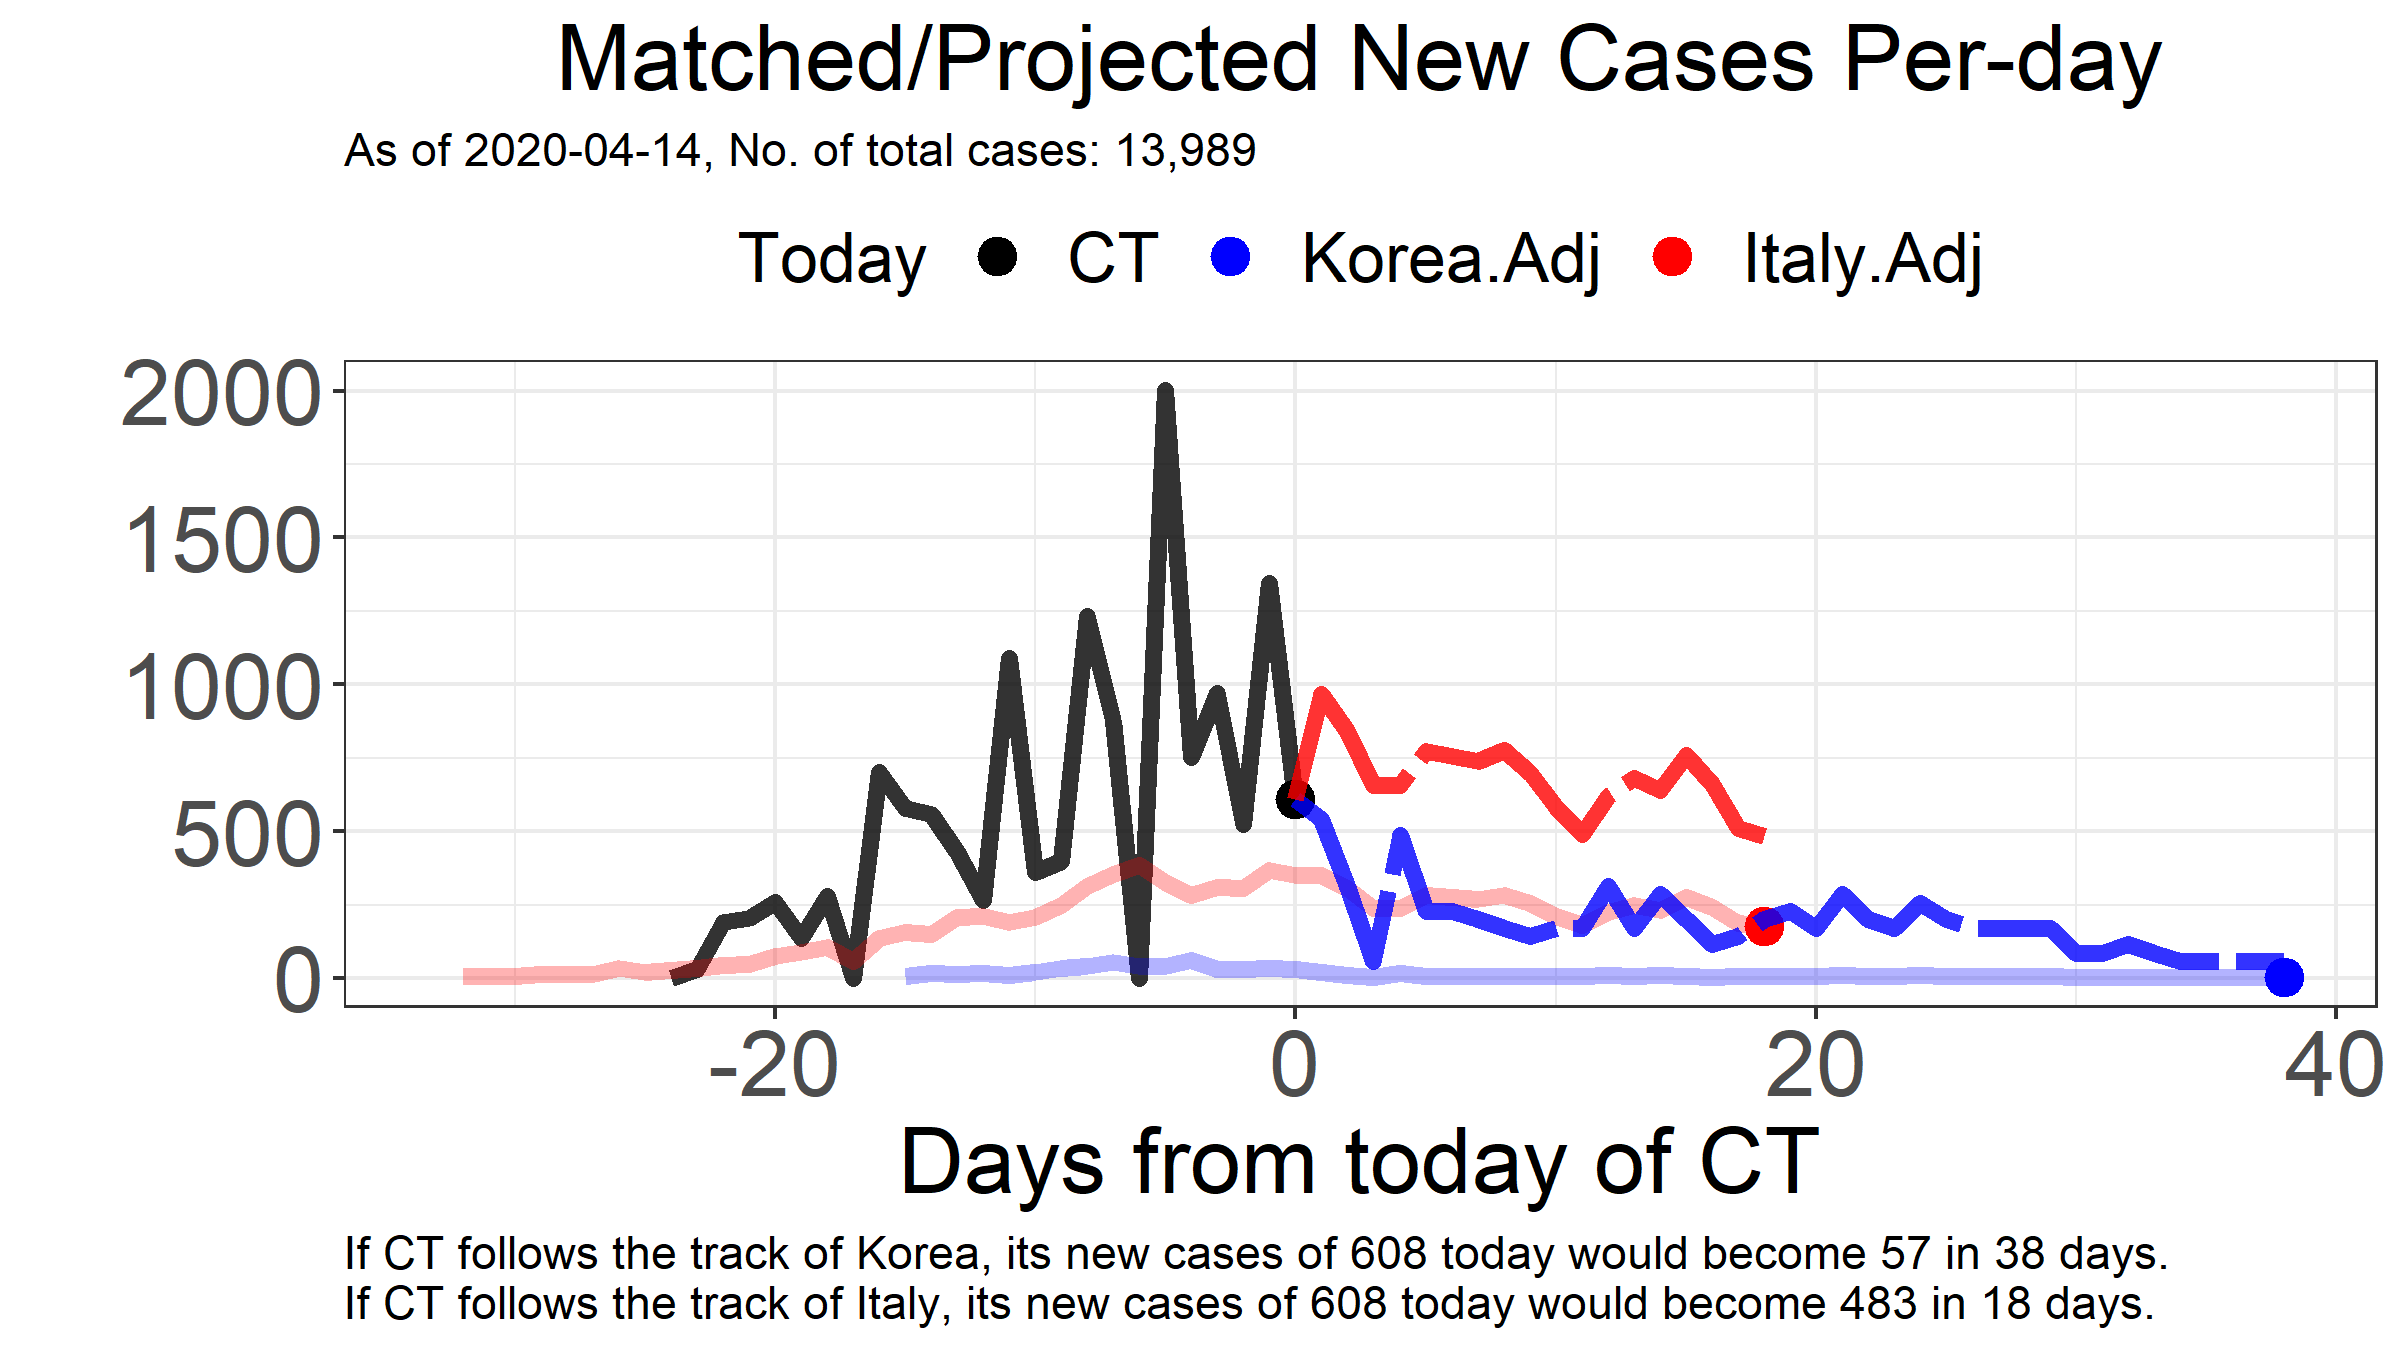 Matched/Projected New Cases Per-day
As of 2020-04-14, No. of total cases: 13,989
Today CT Korea.Adj Italy.Adj
2000
1500
1000
500
0
-20 0 20 40
Days from today of CT
If CT follows the track of Korea, its new cases of 608 today would become 57 in 38 days.
If CT follows the track of Italy, its new cases of 608 today would become 483 in 18 days.